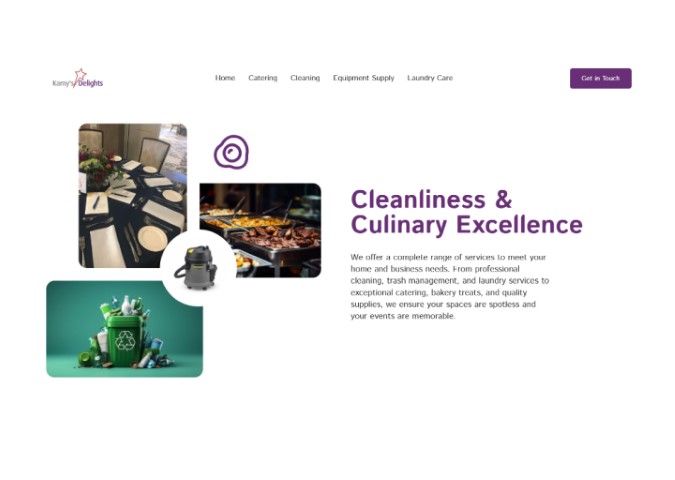 Kamy's Delights
Home Catering Cleaning Equipment Supply Laundry Care
Get in Touch
Cleanliness &
Culinary Excellence
We offer a complete range of services to meet your
home and business needs. From professional
cleaning, trash management, and laundry services to
exceptional catering, bakery treats, and quality
supplies, we ensure your spaces are spotless and
your events are memorable.